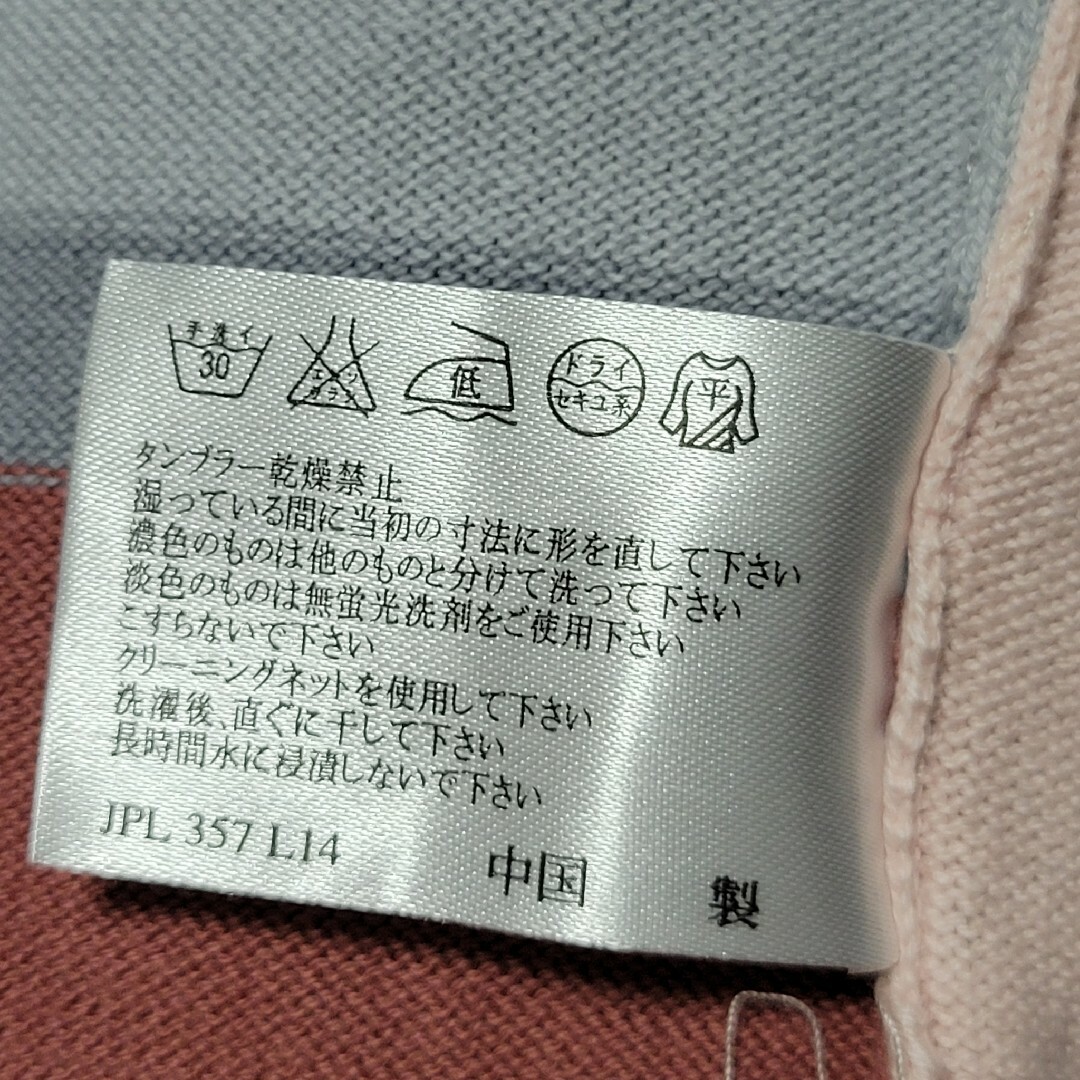 手洗イ
30
エンソ
サラシ
低
ドライ
セキユ系
平
タンブラー乾燥禁止
湿っている間に当初の寸法に形を直して下さい
濃色のものは他のものと分けて洗って下さい
淡色のものは無蛍光洗剤をご使用下さい
こすらないで下さい
クリーニングネットを使用して下さい
洗濯後、直ぐに干して下さい
長時間水に浸漬しないで下さい
JPL 357 L14
中国 製